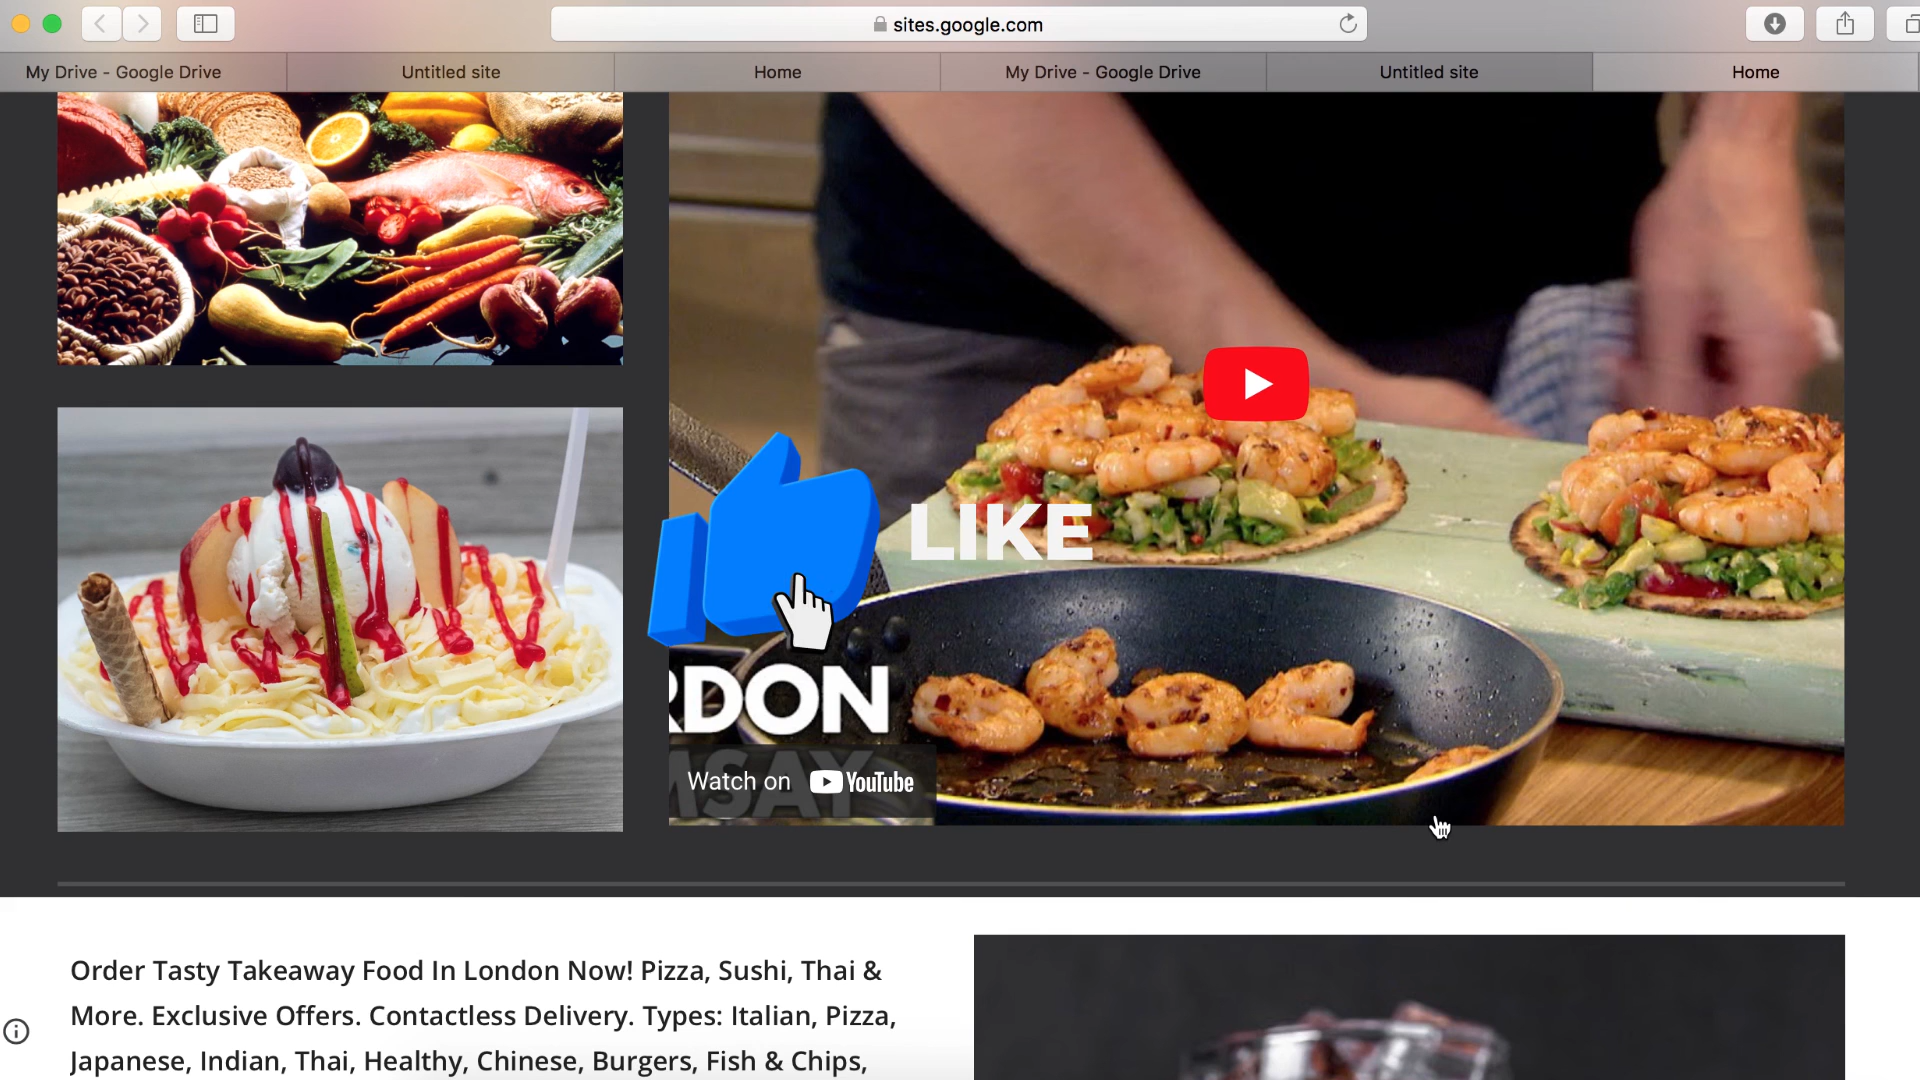 sites.google.com
My Drive - Google Drive
Untitled site
Home
My Drive - Google Drive
Untitled site
Home
LIKE
RDON
MSAY
Watch on YouTube
Order Tasty Takeaway Food In London Now! Pizza, Sushi, Thai &
More. Exclusive Offers. Contactless Delivery. Types: Italian, Pizza,
Japanese, Indian, Thai, Healthy, Chinese, Burgers, Fish & Chips,